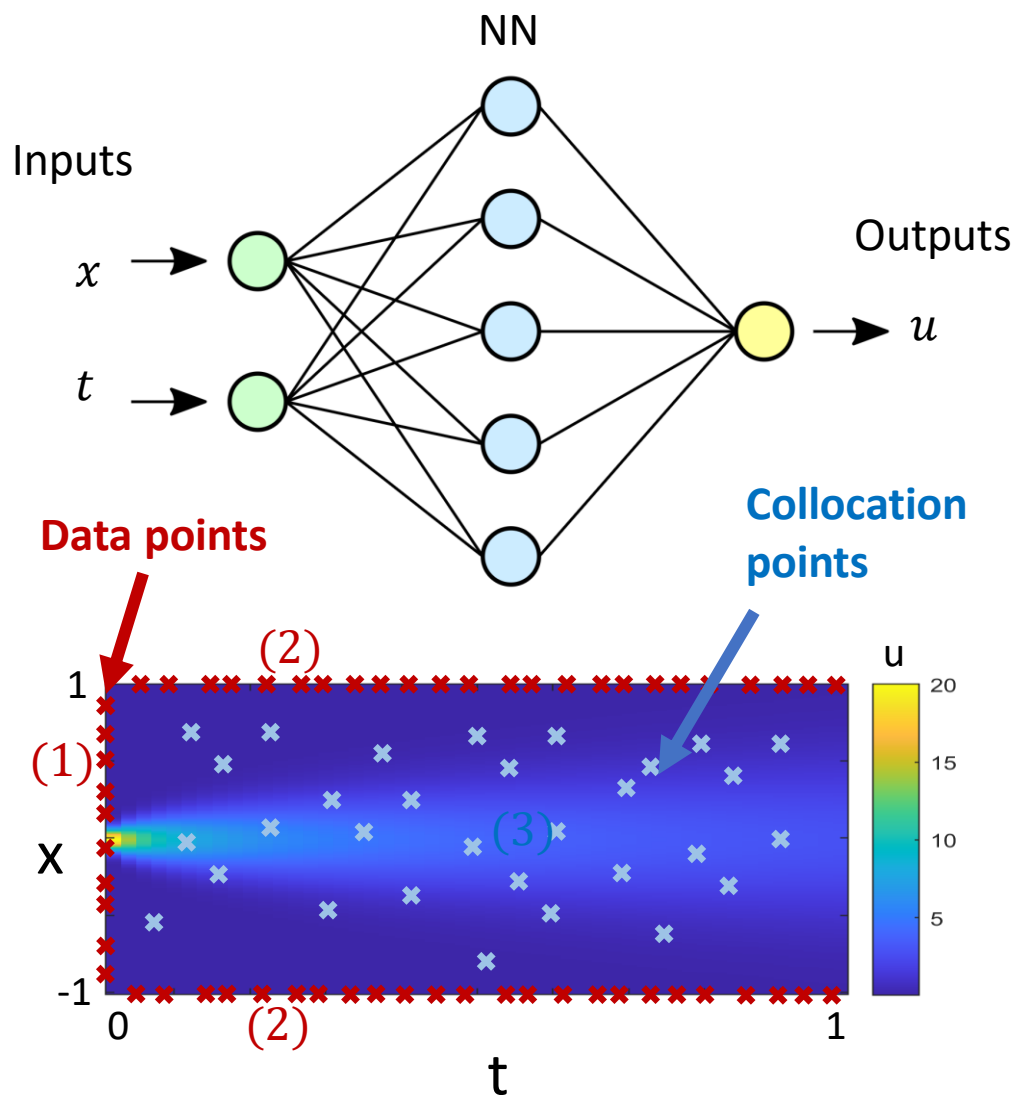 NN
Inputs
x
t
Outputs
u
Data points
Collocation
points
(2)
u
1
(1)
(3)
x
-1
(2)
0
1
t
20
15
10
5